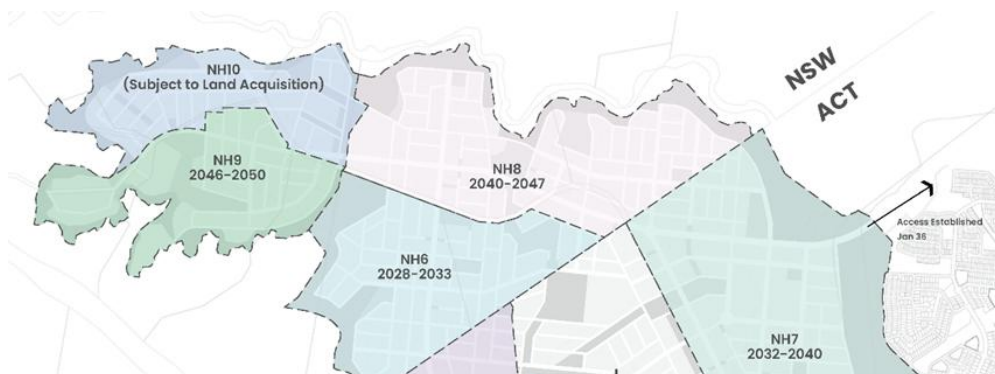 NH10
(Subject to Land Acquisition)
NSW
ACT
NH9
2046-2050
NH8
2040-2047
Access Established
Jan 36
NH6
2028-2033
NH7
2032-2040